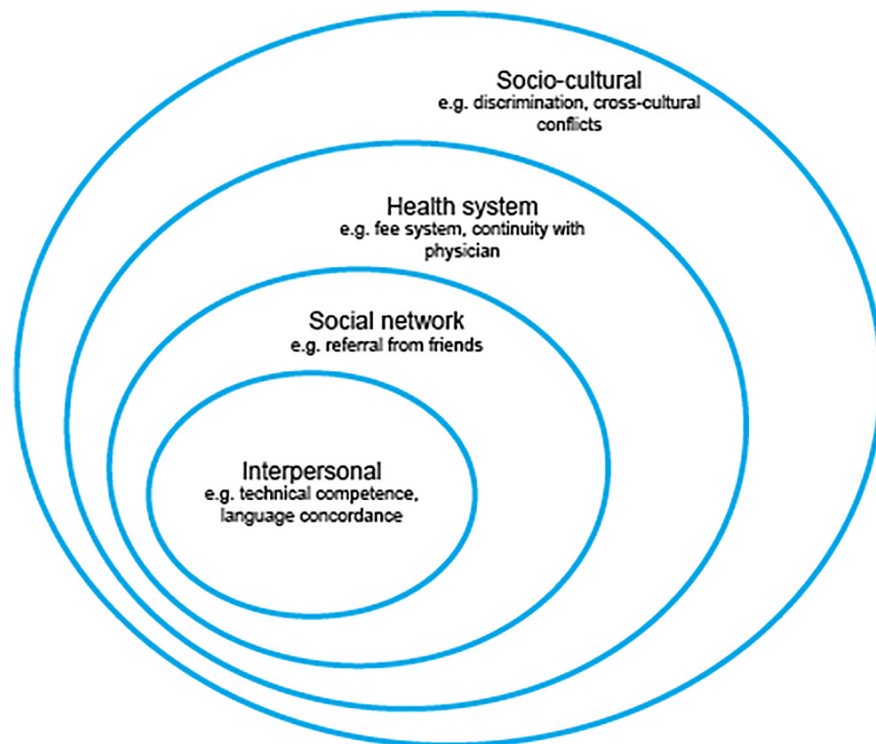 Socio-cultural
e.g. discrimination, cross-cultural
conflicts
Health system
e.g. fee system, continuity with
physician
Social network
e.g. referral from friends
Interpersonal
e.g. technical competence,
language concordance